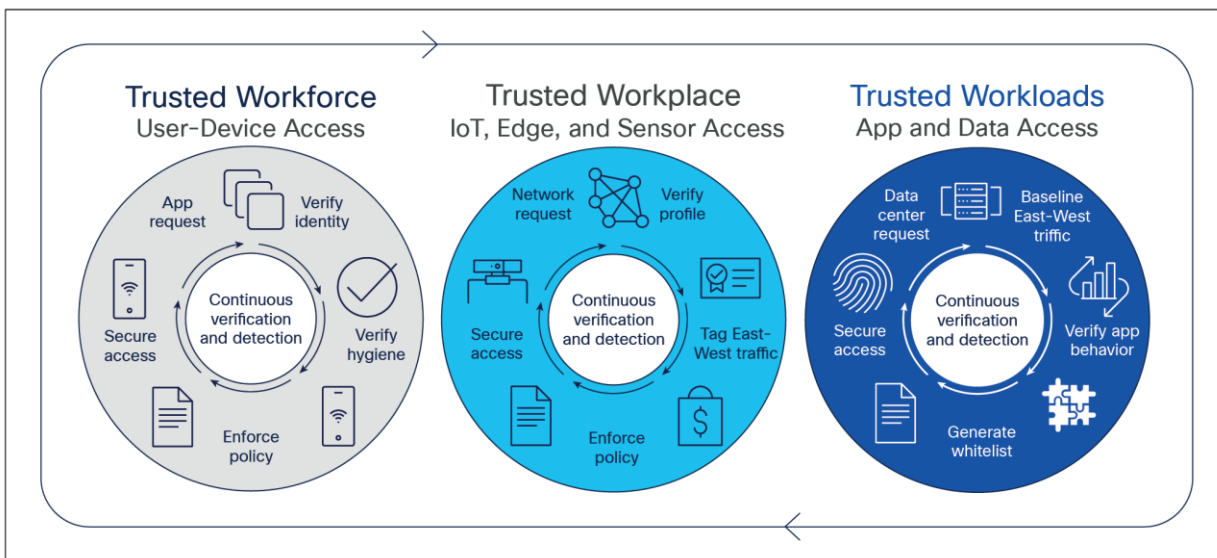 Trusted Workforce
User-Device Access
App
request
Verify
identity
Verify
hygiene
Enforce
policy
Secure
access
Continuous
verification
and detection
Trusted Workplace
IoT, Edge, and Sensor Access
Network
request
Verify
profile
Tag East-
West traffic
Enforce
policy
Secure
access
Continuous
verification
and detection
Trusted Workloads
App and Data Access
Data
center
request
Baseline
East-West
triffic
Verify app
behavior
Generate
whitelist
Secure
access
Continuous
verification
and detection